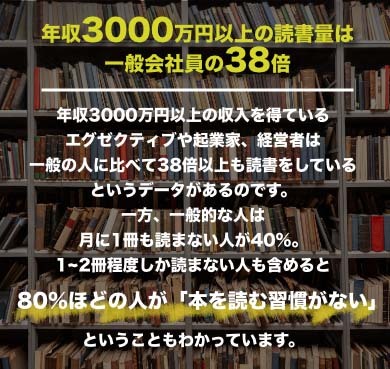 年収3000万円以上の読書量は
一般会社員の38倍
年収3000万円以上の収入を得ている
エグゼクティブや起業家、経営者は
一般の人に比べて38倍以上も読書をしている
というデータがあるのです。
一方、一般的な人は
月に1冊も読まない人が40%。
1~2冊程度しか読まない人も含めると
80%ほどの人が「本を読む習慣がない」
ということもわかっています。